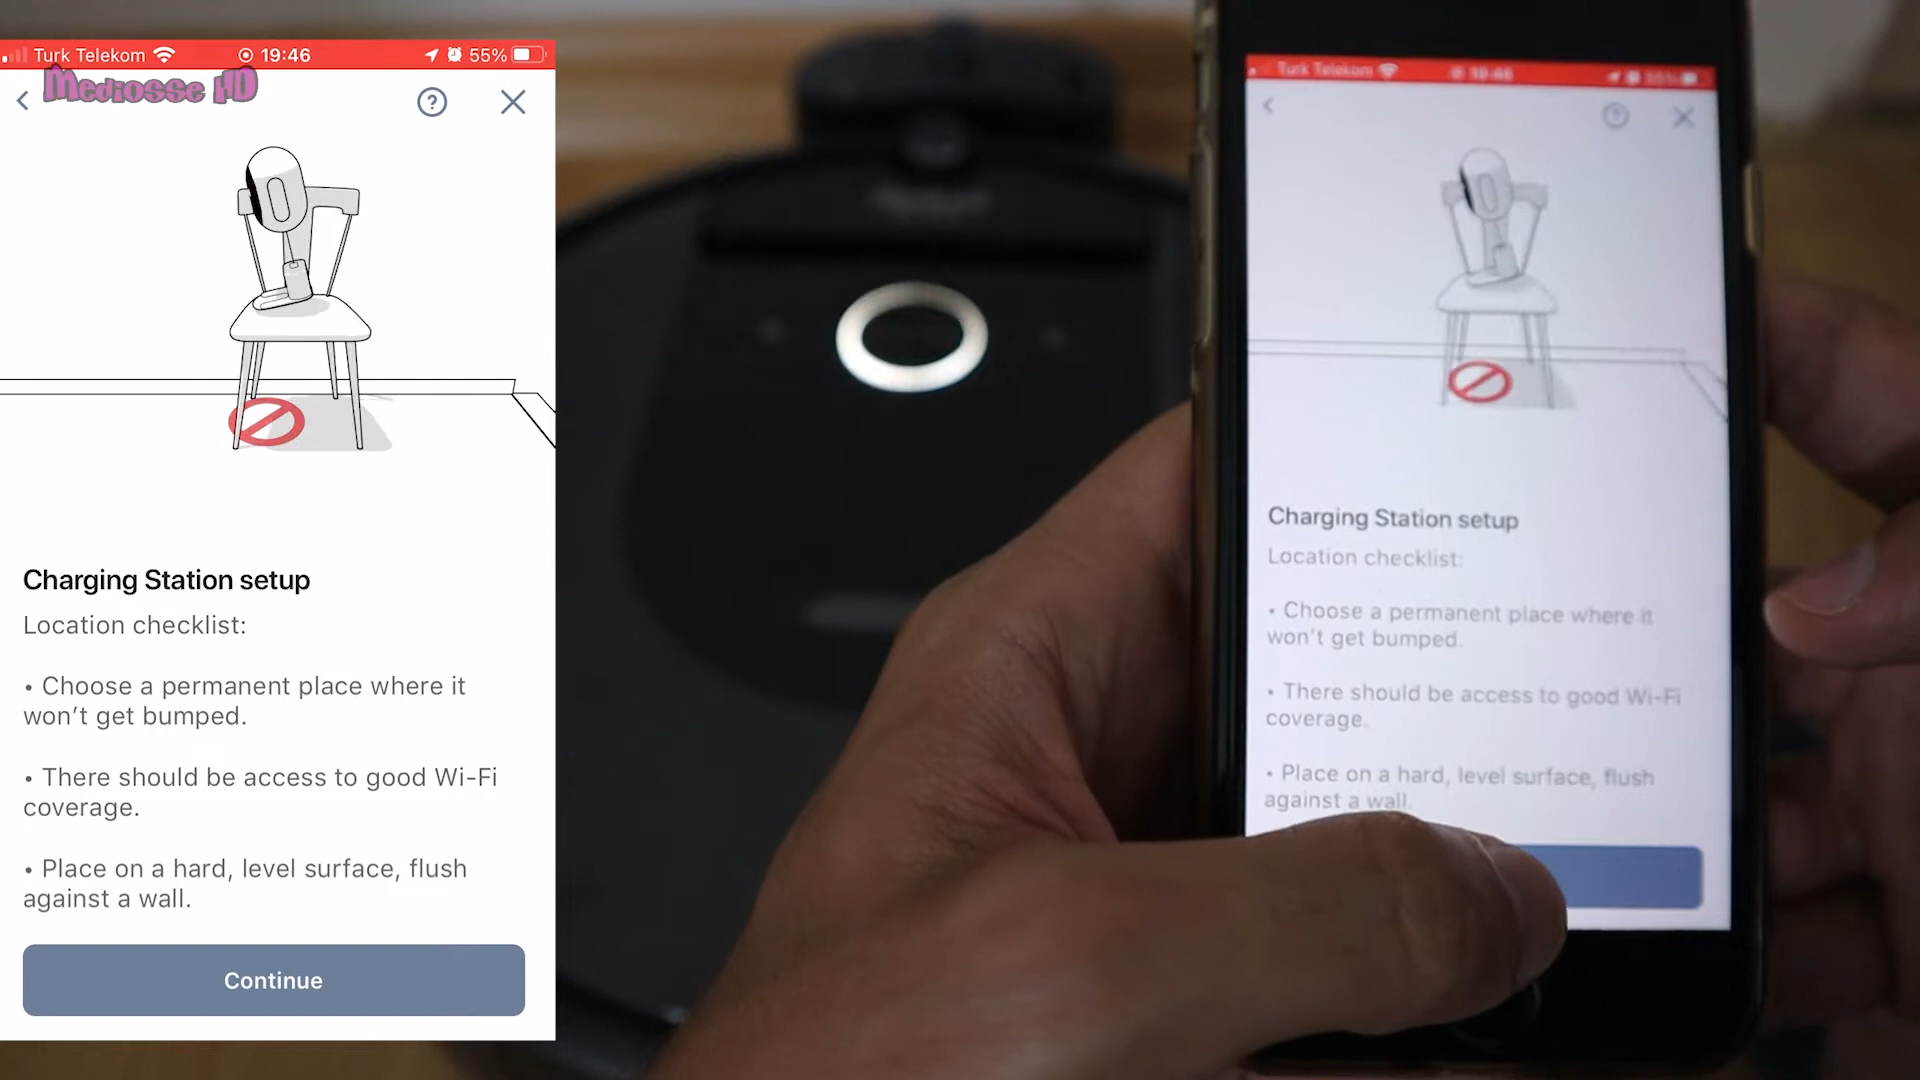 Turk Telekom 19:46 55%
Mediosse HD
Charging Station setup
Location checklist:
• Choose a permanent place where it
won't get bumped.
• There should be access to good Wi-Fi
coverage.
• Place on a hard, level surface, flush
against a wall.
Continue
Turk Telekom 19:46 55%
Charging Station setup
Location checklist:
• Choose a permanent place where it
won't get bumped.
• There should be access to good Wi-Fi
coverage.
• Place on a hard, level surface, flush
against a wall.